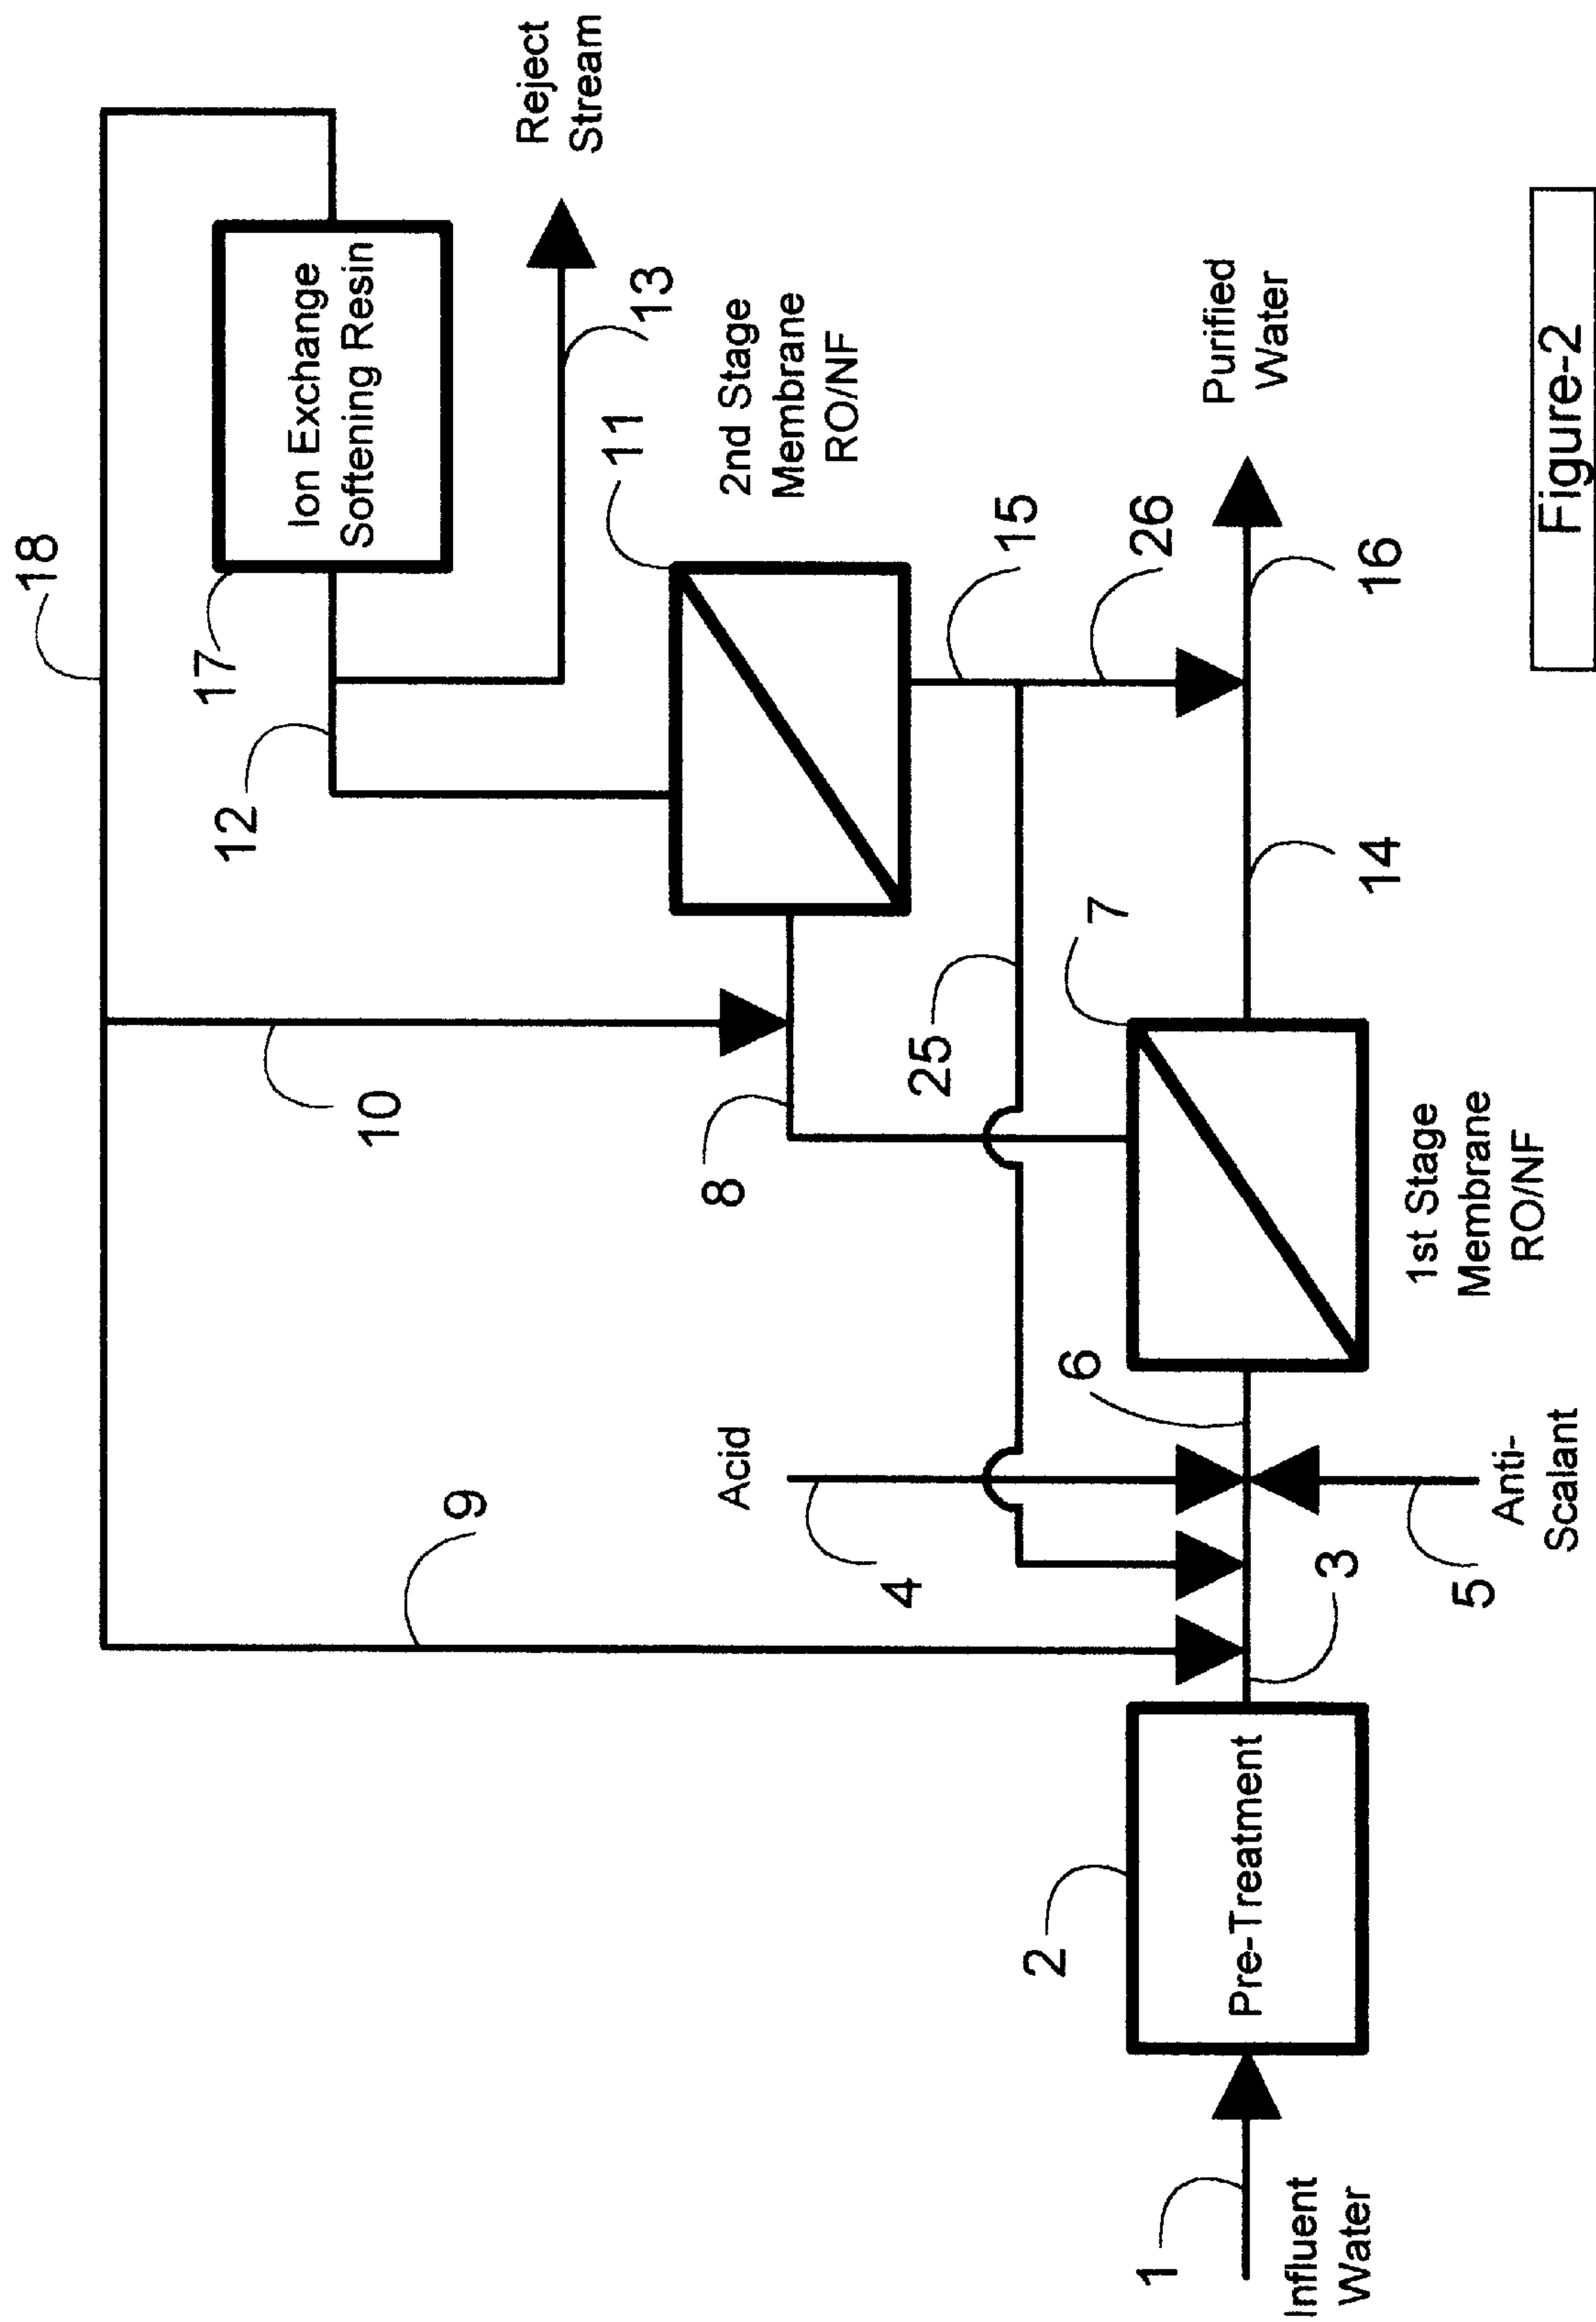 18
Ion Exchange
Softening Resin
17
Reject
Stream
12
13
10
9
2nd Stage
Membrane
RO/NF
11
8
15
26
25
Acid
4
Purified
Water
16
14
7
6
1st Stage
Membrane
RO/NF
3
5
Anti-
Scalant
2
Pre-Treatment
1
Influent
Water
Figure-2